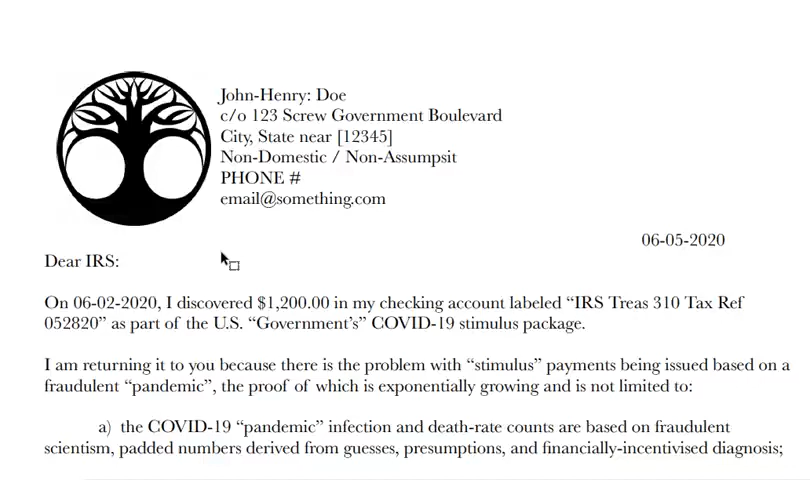 John-Henry: Doe
c/o 123 Screw Government Boulevard
City, State near [12345]
Non-Domestic / Non-Assumpsit
PHONE #
email@something.com
06-05-2020
Dear IRS:
On 06-02-2020, I discovered $1,200.00 in my checking account labeled “IRS Treas 310 Tax Ref
052820” as part of the U.S. “Government’s” COVID-19 stimulus package.
I am returning it to you because there is the problem with “stimulus” payments being issued based on a
fraudulent “pandemic”, the proof of which is exponentially growing and is not limited to:
a) the COVID-19 “pandemic” infection and death-rate counts are based on fraudulent
scientism, padded numbers derived from guesses, presumptions, and financially-incentivised diagnosis;